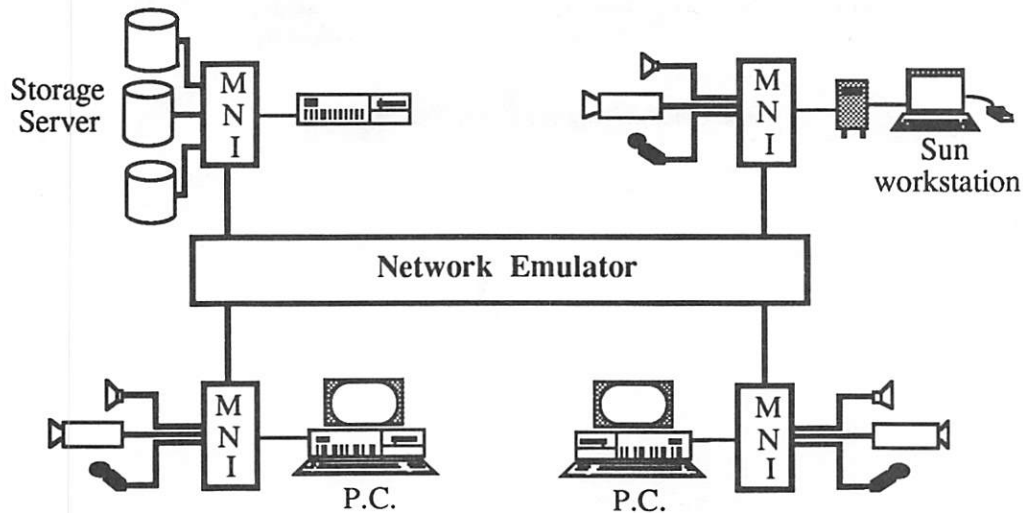 Storage
Server
M
N
I
M
N
I
Sun
workstation
Network Emulator
M
N
I
P.C.
P.C.
M
N
I